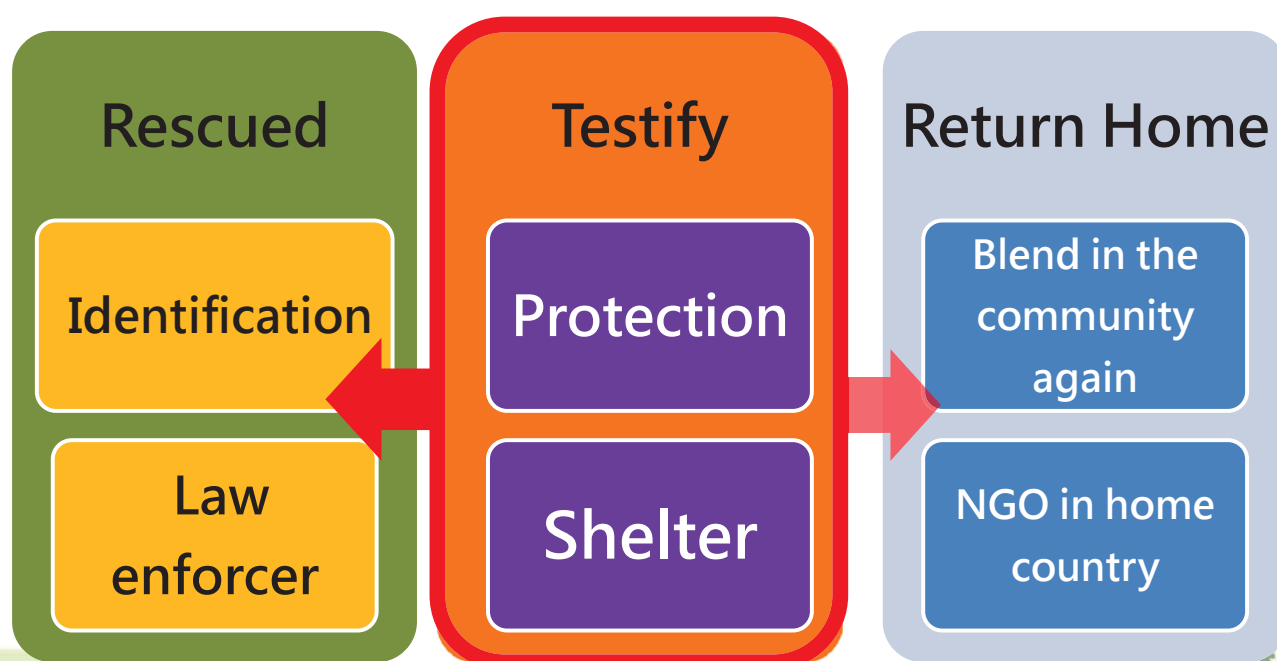 Rescued
Identification
Law
enforcer
Testify
Protection
Shelter
Return Home
Blend in the
community
again
NGO in home
country